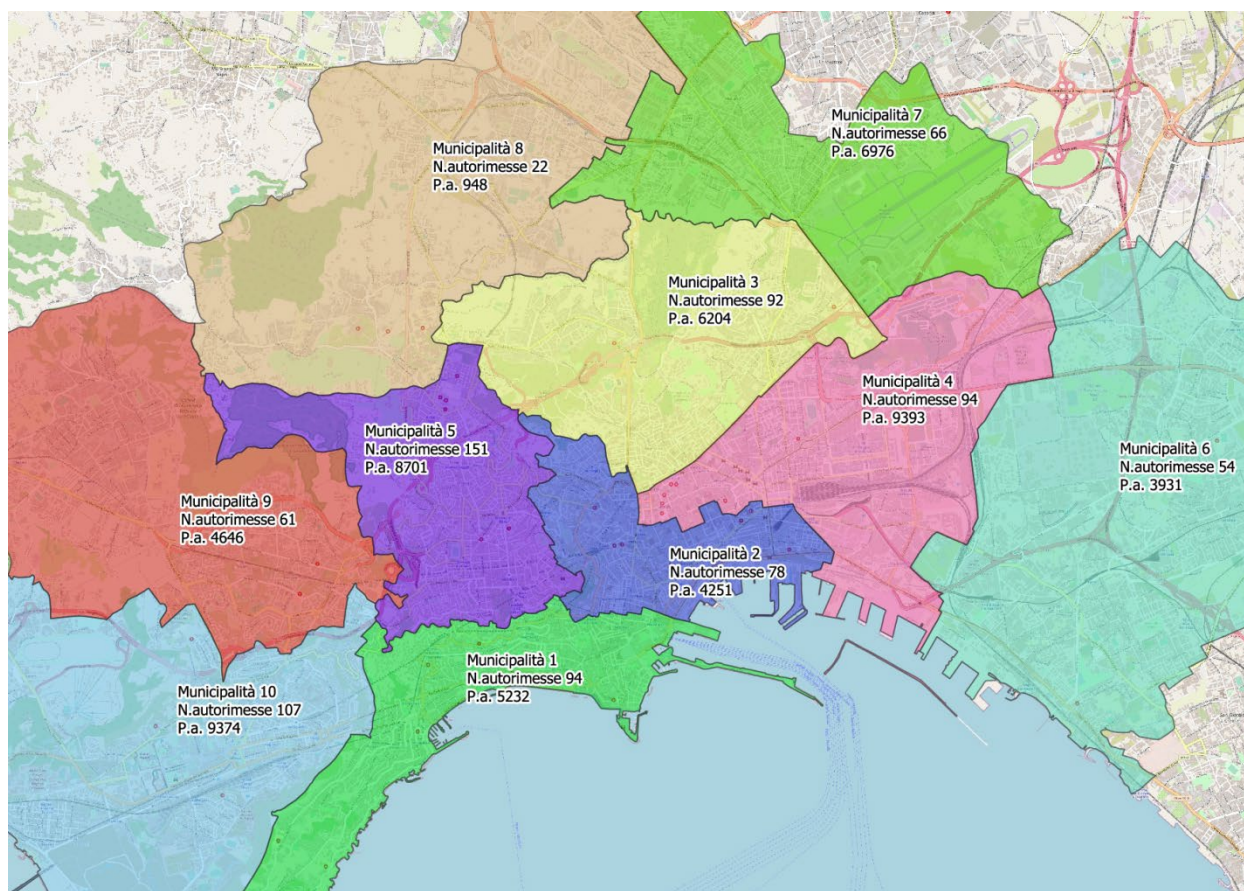 Municipalità 7
N.autorimesse 66
P.a. 6976
Municipalità 8
N.autorimesse 22
P.a. 948
Municipalità 3
N.autorimesse 92
P.a. 6204
Municipalità 4
N.autorimesse 94
P.a. 9393
Municipalità 5
N.autorimesse 151
P.a. 8701
Municipalità 6
N.autorimesse 54
P.a. 3931
Municipalità 9
N.autorimesse 61
P.a. 4646
Municipalità 2
N.autorimesse 78
P.a. 4251
Municipalità 1
N.autorimesse 94
P.a. 5232
Municipalità 10
N.autorimesse 107
P.a. 9374